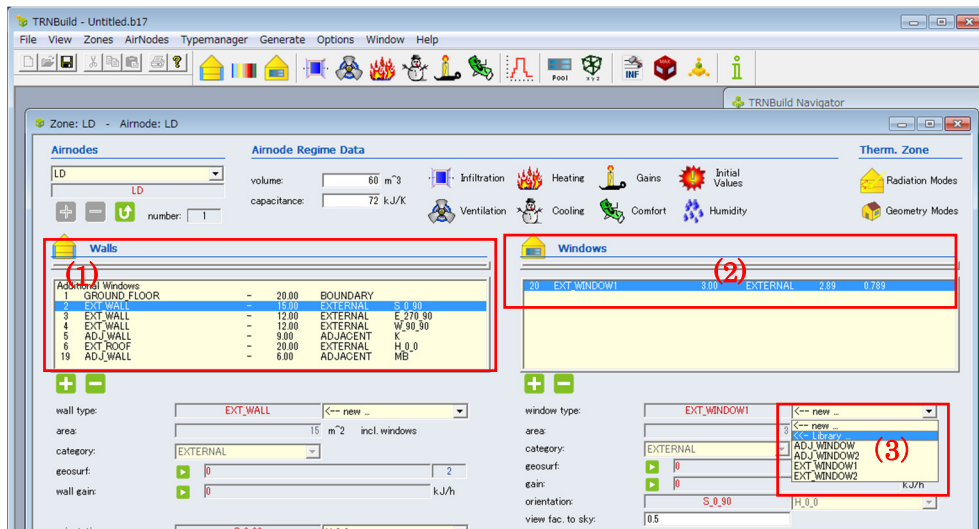 TRNBuild - Untitled.b17
File View Zones AirNodes Typemanager Generate Options Window Help
Pool
x y z
INF
MAX
TRNBuild Navigator
Zone: LD - Airnode: LD
Airnodes
Airnode Regime Data
Therm. Zone
LD
LD
number: 1
volume: 60 m^3
capacitance: 72 kJ/K
Infiltration
Heating
Gains
Initial Values
Ventilation
Cooling
Comfort
Humidity
Radiation Modes
Geometry Modes
Walls
(1)
Additional Windows
1 GROUND_FLOOR - 20.00 BOUNDARY
2 EXT_WALL - 15.00 EXTERNAL S_0_90
3 EXT_WALL - 12.00 EXTERNAL E_270_90
4 EXT_WALL - 12.00 EXTERNAL W_90_90
5 ADJ_WALL - 9.00 ADJACENT K
6 EXT_ROOF - 20.00 EXTERNAL H_0_0
19 ADJ_WALL - 6.00 ADJACENT MB
Windows
(2)
20 EXT_WINDOW1 3.00 EXTERNAL 2.89 0.789
wall type: EXT_WALL <-- new ...
area: 15 m^2 incl. windows
category: EXTERNAL
geosurf: 0 2
wall gain: 0 kJ/h
S_0_90
window type: EXT_WINDOW1 <-- new ...
<-- new ...
<<- Library ...
ADJ_WINDOW
ADJ_WINDOW2
EXT_WINDOW1
EXT_WINDOW2
(3)
area: 3
category: EXTERNAL
geosurf: 0
gain: 0 kJ/h
orientation: S_0_90 H_0_0
view fac. to sky: 0.5